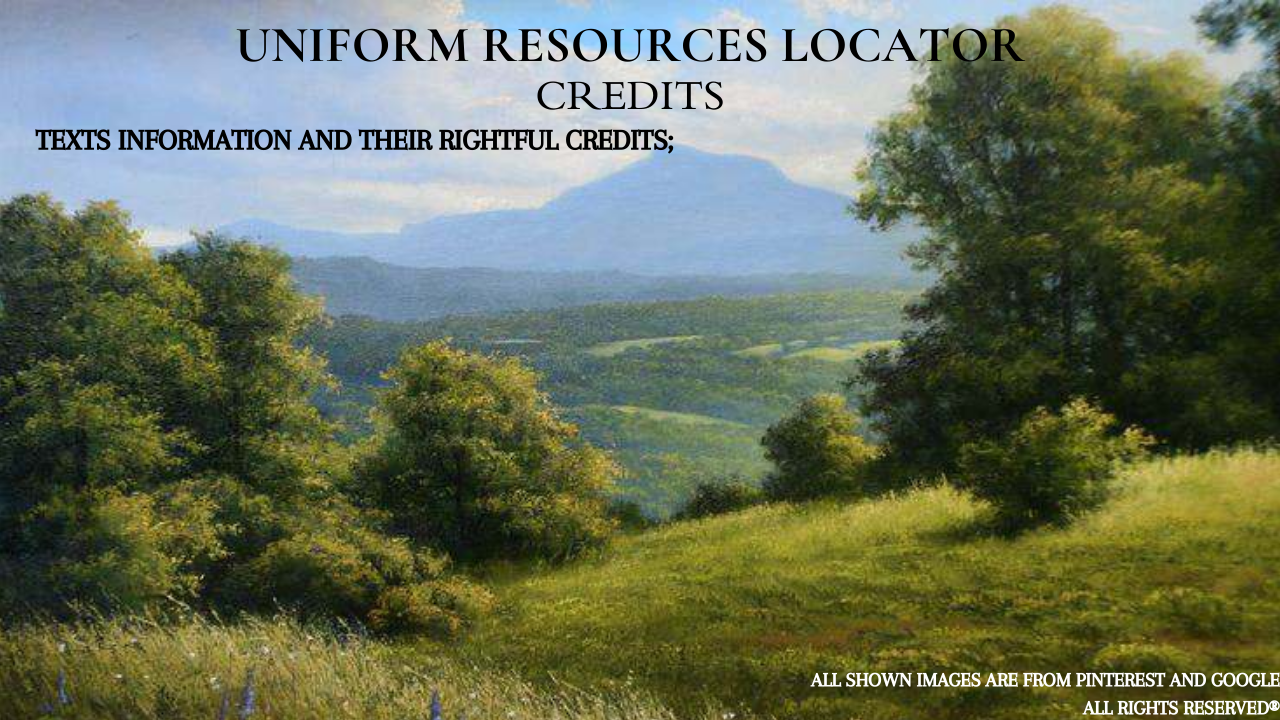 UNIFORM RESOURCES LOCATOR
CREDITS
TEXTS INFORMATION AND THEIR RIGHTFUL CREDITS;
ALL SHOWN IMAGES ARE FROM PINTEREST AND GOOGLE
ALL RIGHTS RESERVED®